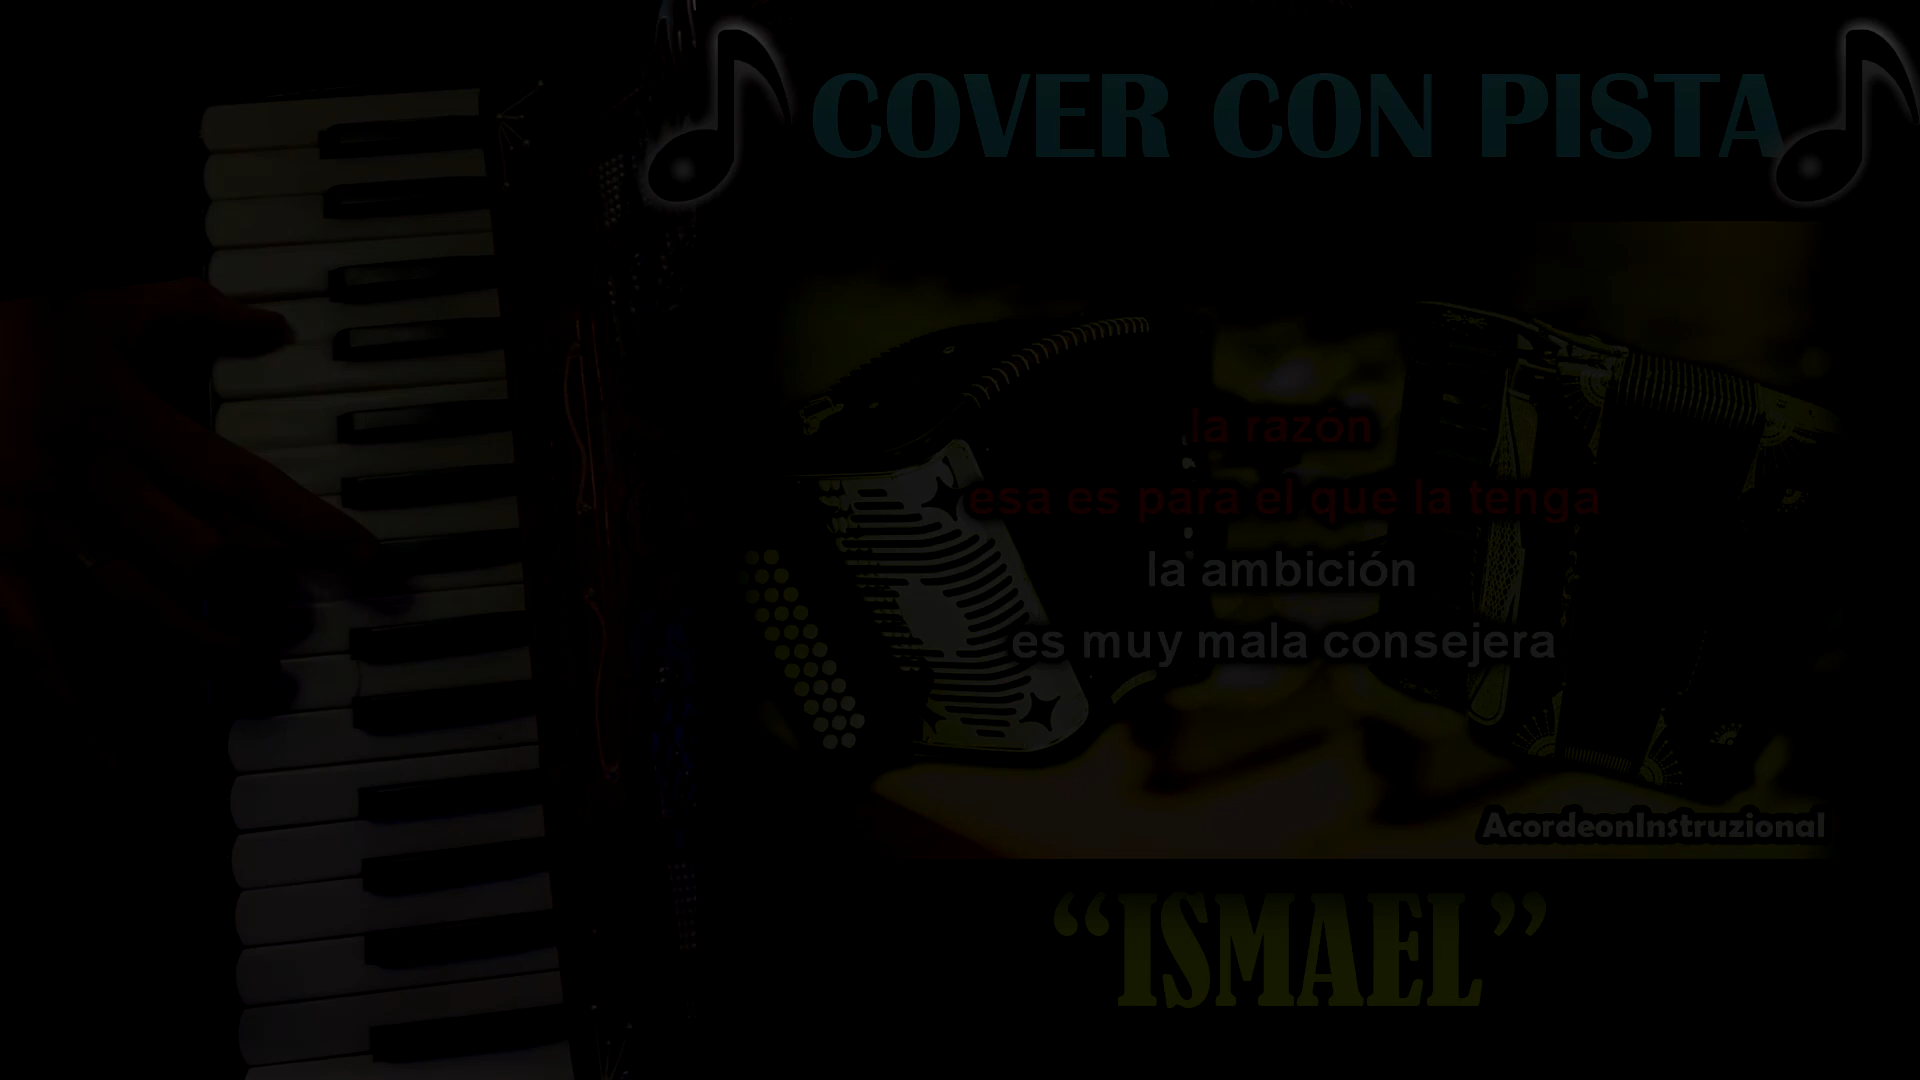 COVER CON PISTA
la razón
esa es para el que la tenga
la ambición
es muy mala consejera
AcordeonInstruzional
“ISMAEL”